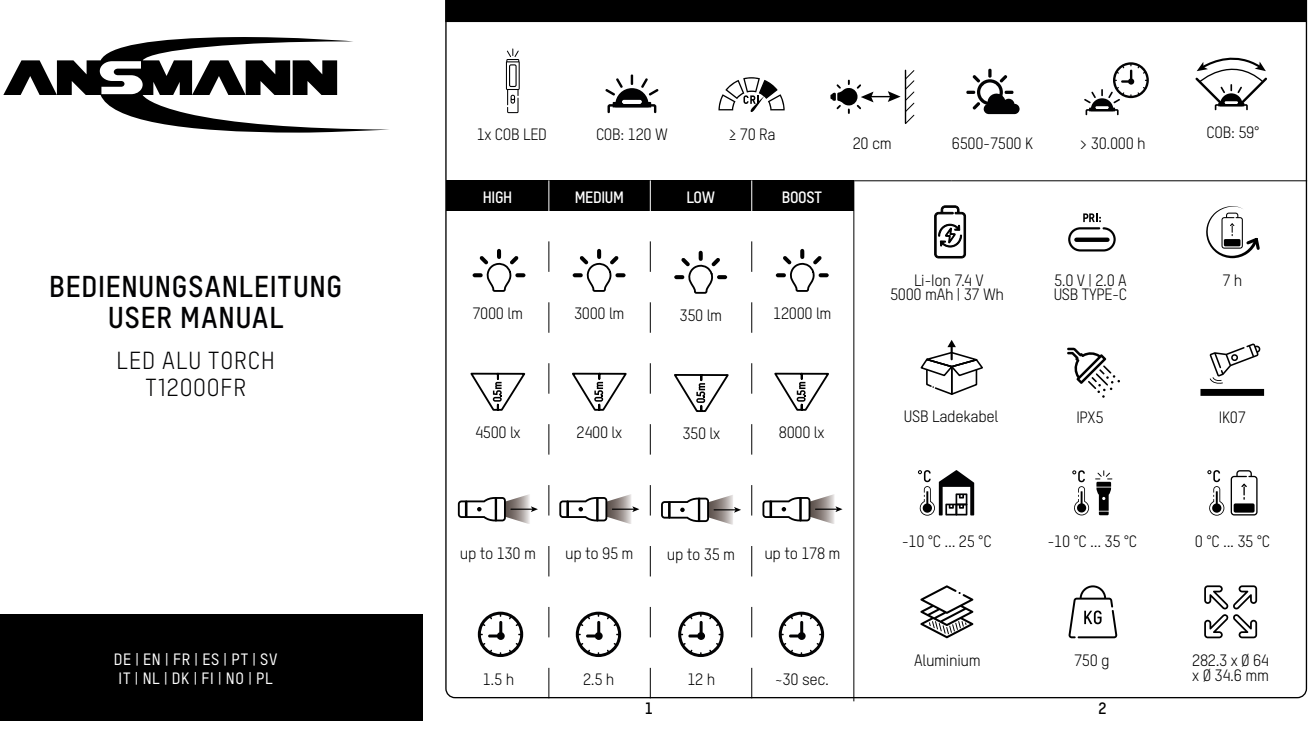 ANSMANN
BEDIENUNGSANLEITUNG
USER MANUAL
LED ALU TORCH
T12000FR
DE | EN | FR | ES | PT | SV
IT | NL | DK | FI | NO | PL
CRI
1x COB LED
COB: 120 W
≥ 70 Ra
20 cm
6500-7500 K
> 30.000 h
COB: 59°
HIGH
MEDIUM
LOW
BOOST
7000 lm
3000 lm
350 lm
12000 lm
0.5m
0.5m
0.5m
0.5m
4500 lx
2400 lx
350 lx
8000 lx
up to 130 m
up to 95 m
up to 35 m
up to 178 m
1.5 h
2.5 h
12 h
~30 sec.
1
PRI:
Li-Ion 7.4 V
5000 mAh | 37 Wh
5.0 V | 2.0 A
USB TYPE-C
7 h
USB Ladekabel
IPX5
IK07
°C
°C
°C
-10 °C ... 25 °C
-10 °C ... 35 °C
0 °C ... 35 °C
KG
Aluminium
750 g
282.3 x Ø 64
x Ø 34.6 mm
2